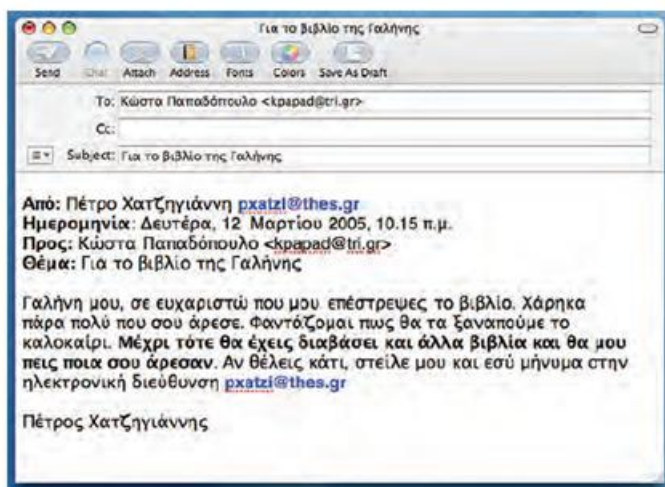 Για το βιβλίο της Γαλήνης
Send Chat Attach Address Fonts Colors Save As Draft
To: Κώστα Παπαδόπουλο <kpapad@tri.gr>
Cc:
Subject: Για το βιβλίο της Γαλήνης
Από: Πέτρο Χατζηγιάννη pxatzi@thes.gr
Ημερομηνία: Δευτέρα, 12 Μαρτίου 2005, 10.15 π.μ.
Προς: Κώστα Παπαδόπουλο <kpapad@tri.gr>
Θέμα: Για το βιβλίο της Γαλήνης
Γαλήνη μου, σε ευχαριστώ που μου επέστρεψες το βιβλίο. Χάρηκα
πάρα πολύ που σου άρεσε. Φαντάζομαι πως θα τα ξαναπούμε το
καλοκαίρι. Μέχρι τότε θα έχεις διαβάσει και άλλα βιβλία και θα μου
πεις ποια σου άρεσαν. Αν θέλεις κάτι, στείλε μου και εσύ μήνυμα στην
ηλεκτρονική διεύθυνση pxatzi@thes.gr
Πέτρος Χατζηγιάννης